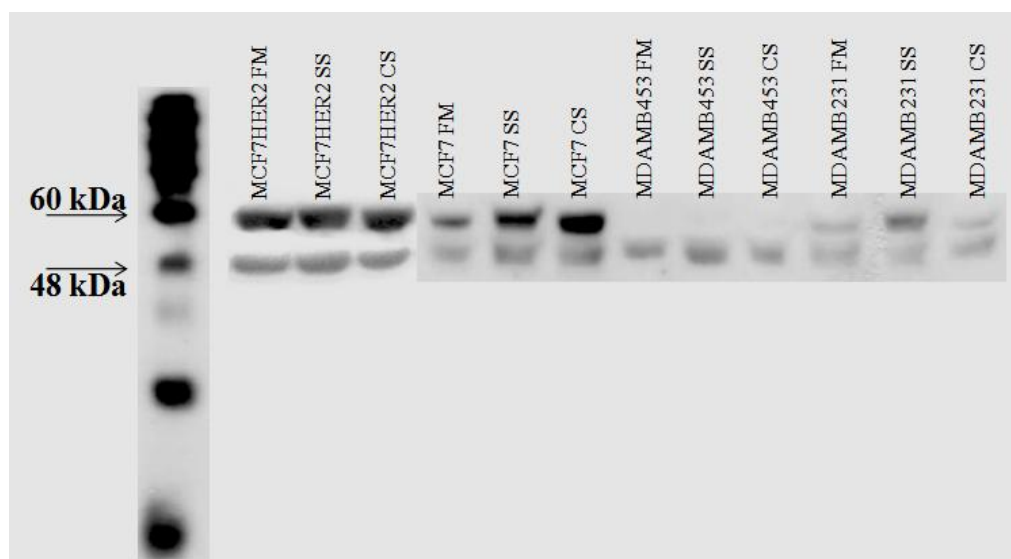 MCF7HER2 FM
MCF7HER2 SS
MCF7HER2 CS
MCF7 FM
MCF7 SS
MCF7 CS
MDAMB453 FM
MDAMB453 SS
MDAMB453 CS
MDAMB231 FM
MDAMB231 SS
MDAMB231 CS
60 kDa
48 kDa